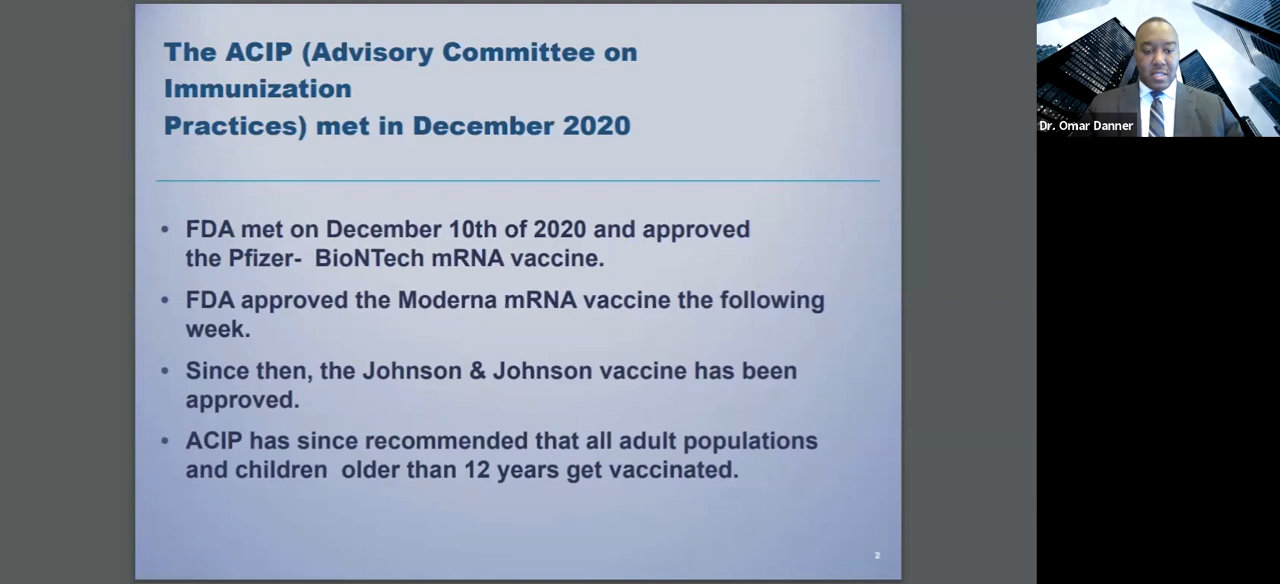 The ACIP (Advisory Committee on
Immunization
Practices) met in December 2020
• FDA met on December 10th of 2020 and approved
the Pfizer- BioNTech mRNA vaccine.
• FDA approved the Moderna mRNA vaccine the following
week.
• Since then, the Johnson & Johnson vaccine has been
approved.
• ACIP has since recommended that all adult populations
and children older than 12 years get vaccinated.
2
Dr. Omar Danner